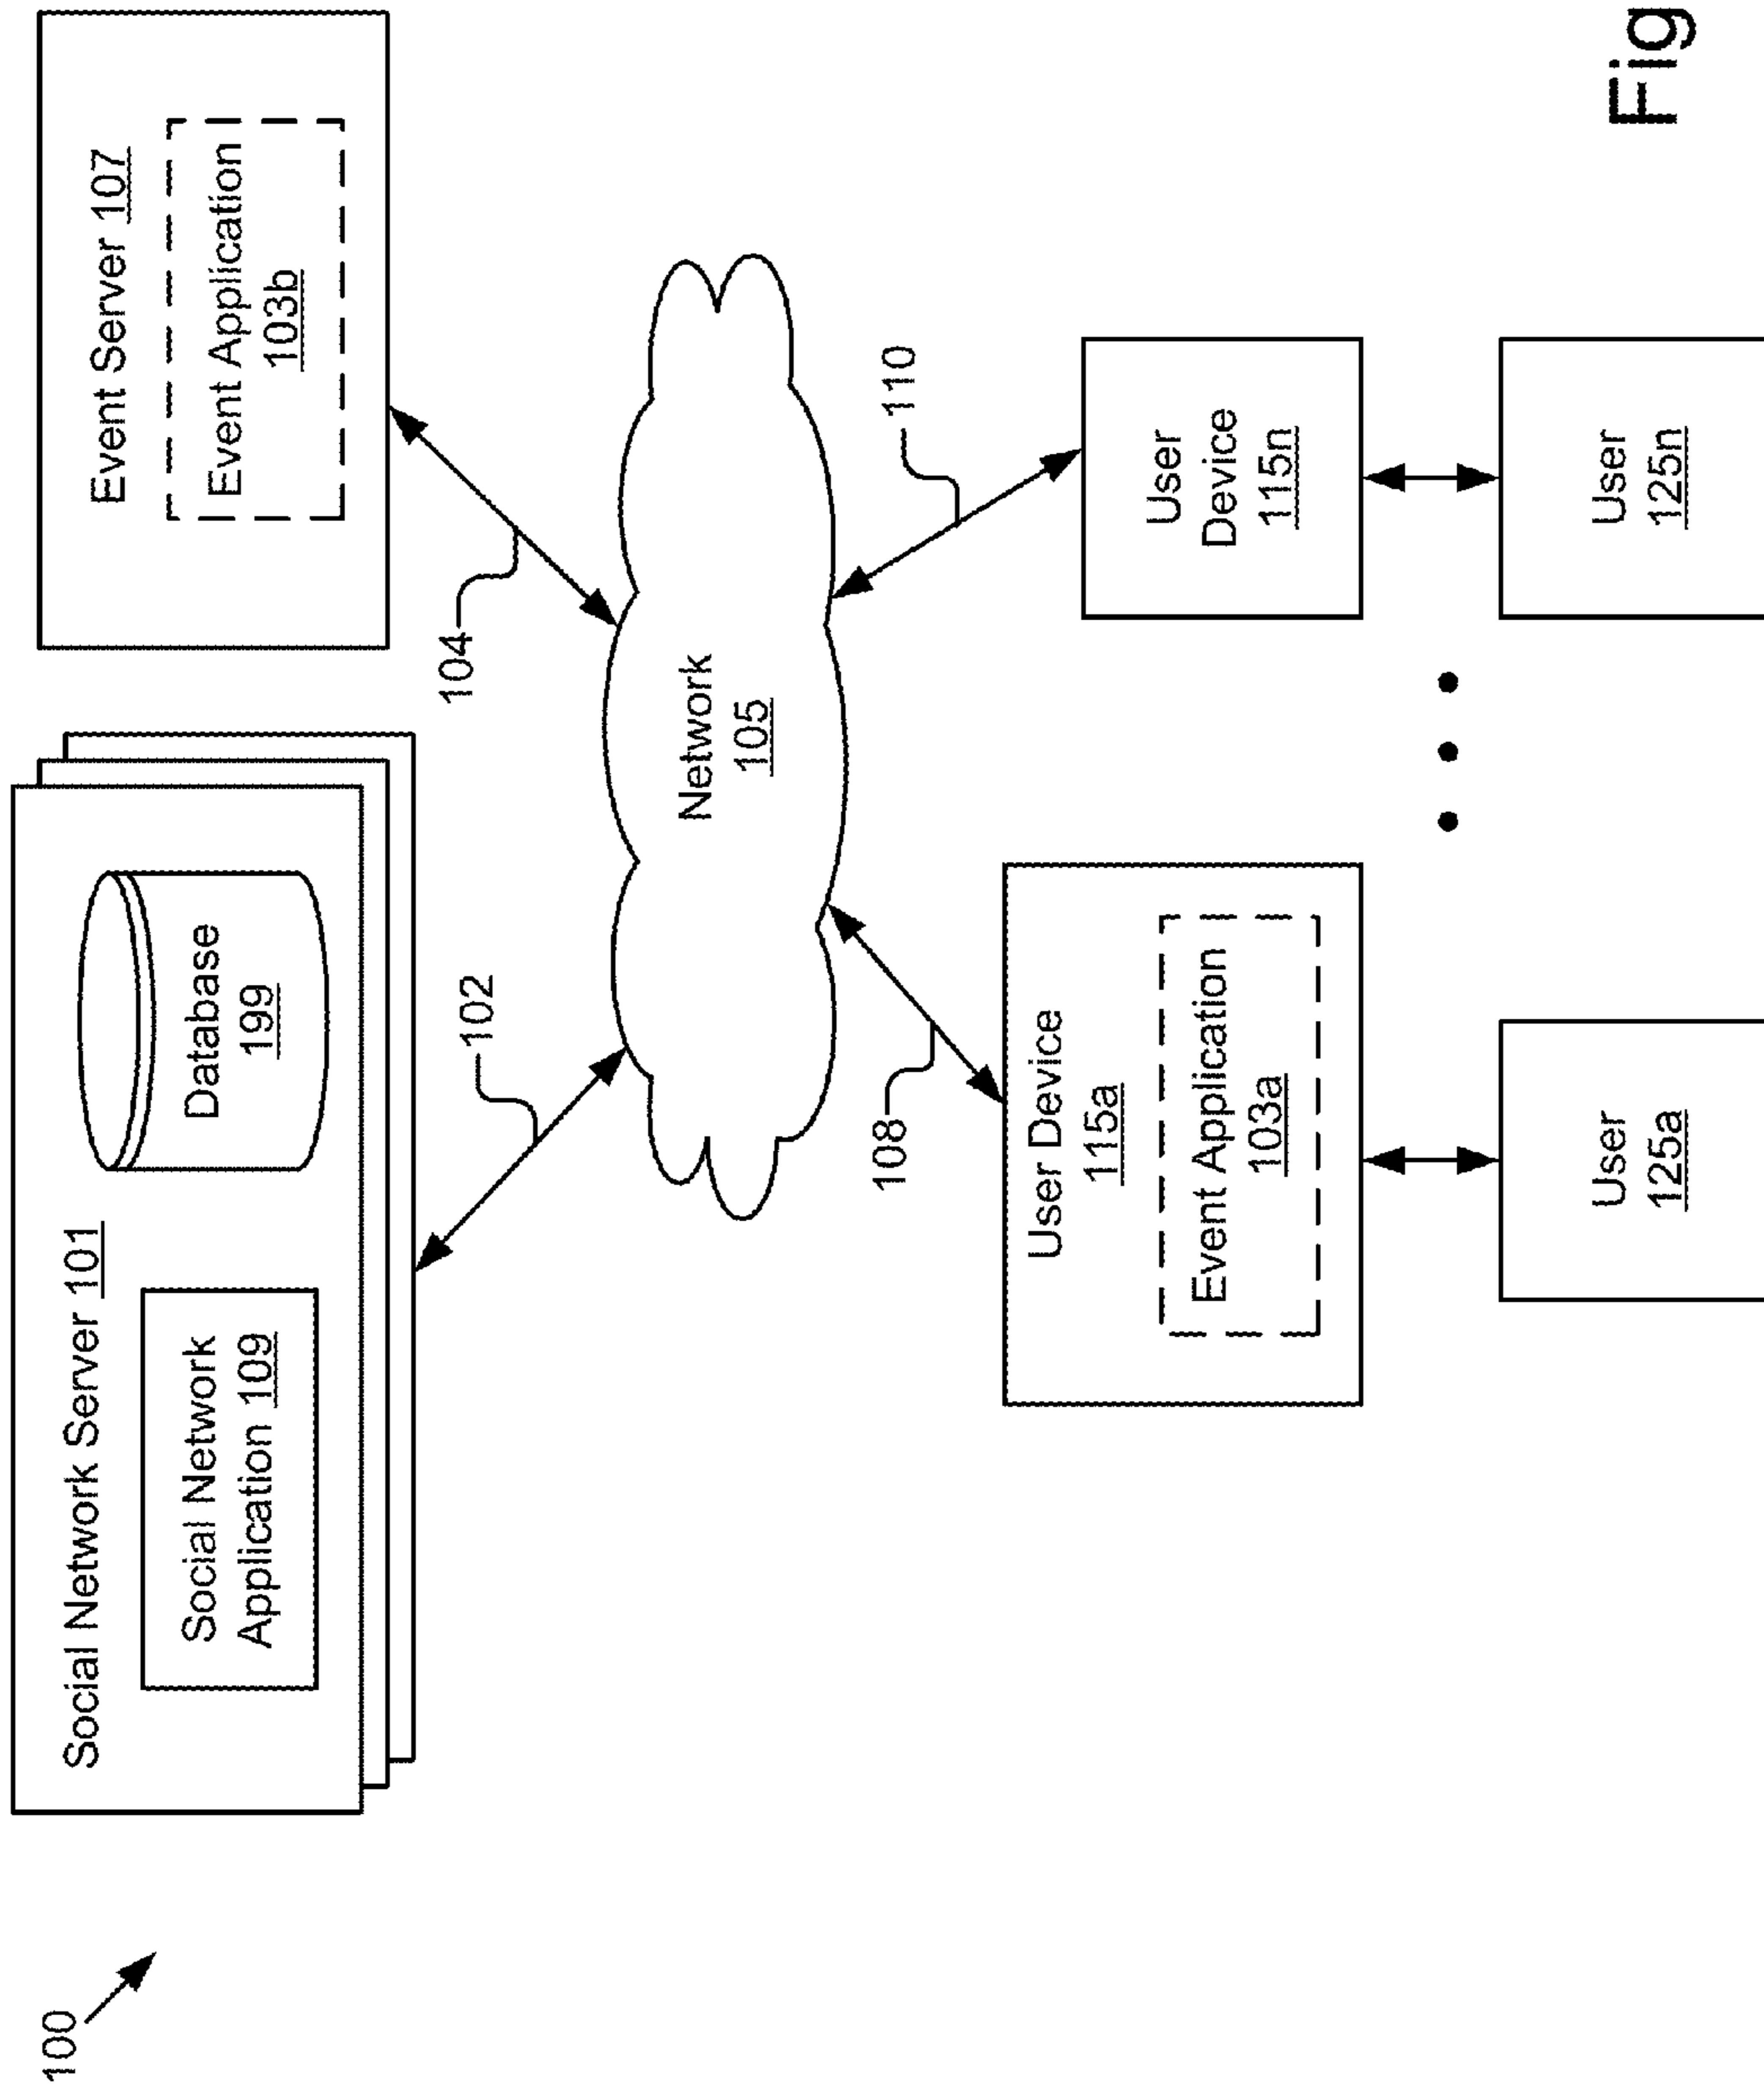 100
Social Network Server 101
Social Network
Application 109
Database
199
Event Server 107
Event Application
103b
102
104
Network
105
108
110
User Device
115a
Event Application
103a
User
Device
115n
User
125a
User
125n
Fig